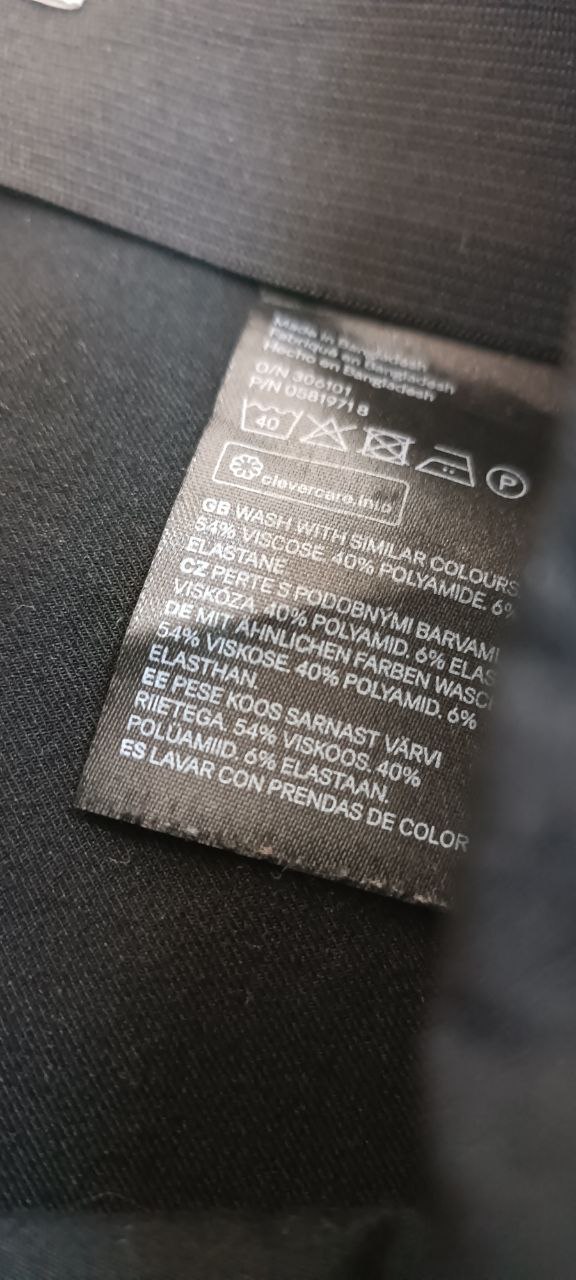 Made in Bangladesh
Fabriqué en Bangladesh
Hecho en Bangladesh
O/N 306101
P/N 0581971 8
40
P
clevercare.info
GB WASH WITH SIMILAR COLOURS
54% VISCOSE. 40% POLYAMIDE. 6%
ELASTANE
CZ PERTE S PODOBNÝMI BARVAMI
VISKÓZA. 40% POLYAMID. 6% ELAS
DE MIT ÄHNLICHEN FARBEN WASC
54% VISKOSE. 40% POLYAMID. 6%
ELASTHAN.
EE PESE KOOS SARNAST VÄRVI
RIIETEGA. 54% VISKOOS. 40%
POLÜAMIID. 6% ELASTAAN.
ES LAVAR CON PRENDAS DE COLOR